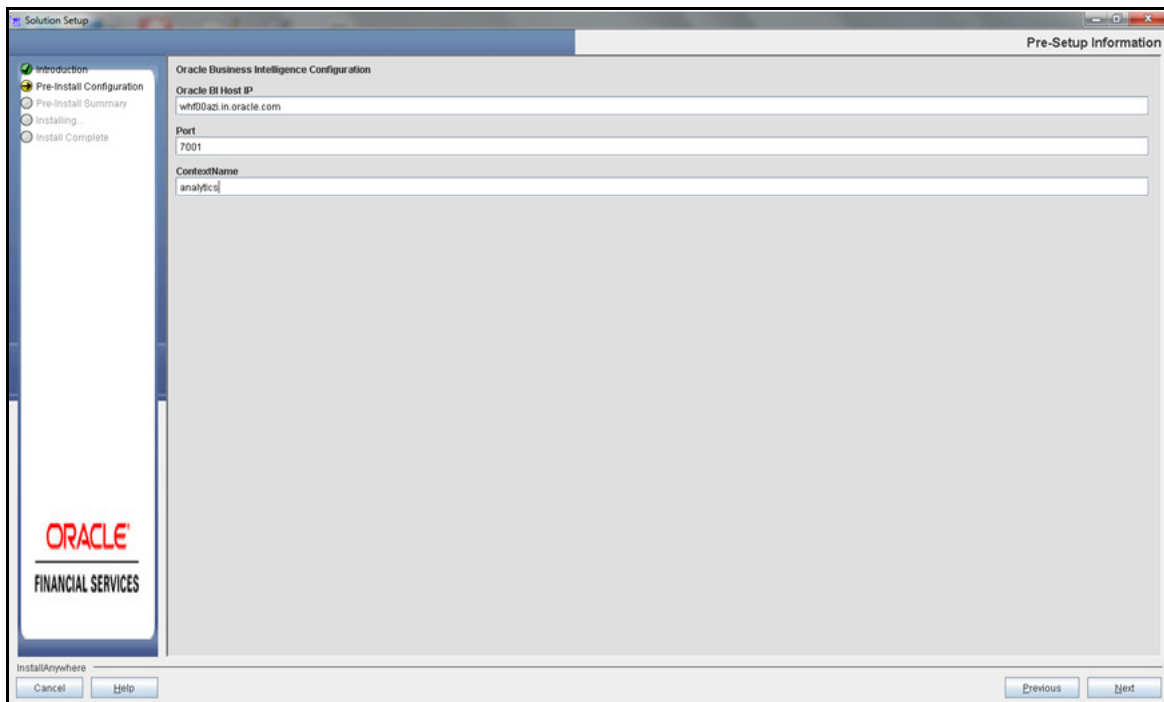 Solution Setup
Pre-Setup Information
Introduction
Pre-Install Configuration
Pre-Install Summary
Installing...
Install Complete
Oracle Business Intelligence Configuration
Oracle BI Host IP
whf00azi.in.oracle.com
Port
7001
ContextName
analytics
ORACLE
FINANCIAL SERVICES
InstallAnywhere
Cancel
Help
Previous
Next